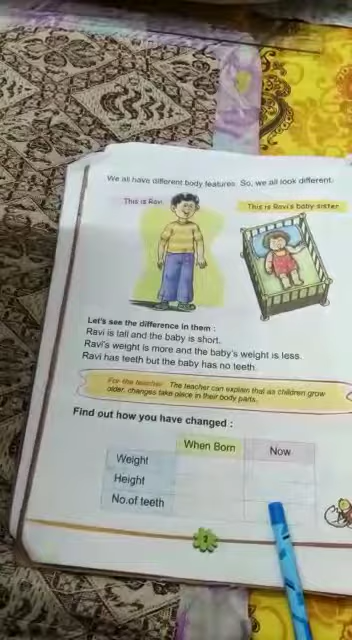 We all have different body features. So, we all look different.
This is Ravi.
This is Ravi's baby sister.
Let's see the difference in them :
Ravi is tall and the baby is short.
Ravi's weight is more and the baby's weight is less.
Ravi has teeth but the baby has no teeth.
For the teacher: The teacher can explain that as children grow
older, changes take place in their body parts.
Find out how you have changed :
When Born Now
Weight
Height
No.of teeth